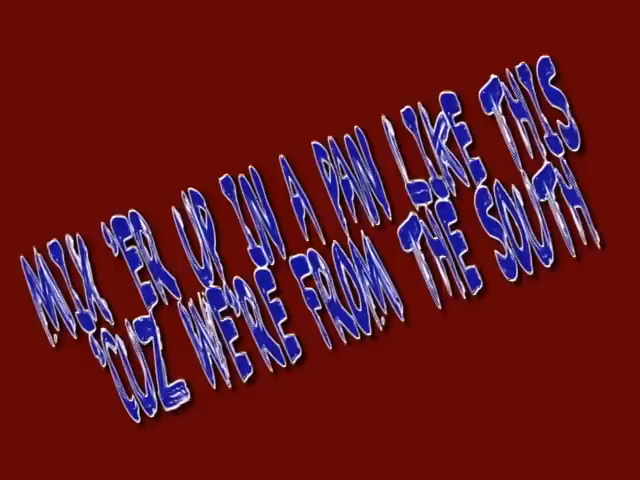 MIX 'ER UP IN A PAN LIKE THIS
'CUZ WE'RE FROM THE SOUTH